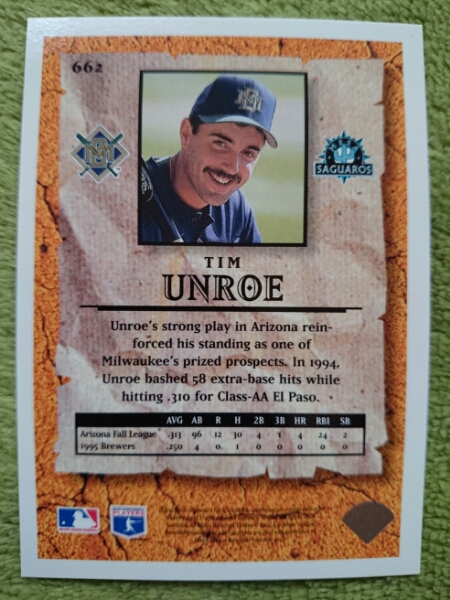 662
SAGUAROS
TIM
UNROE
Unroe's strong play in Arizona rein-
forced his standing as one of
Milwaukee's prized prospects. In 1994,
Unroe bashed 58 extra-base hits while
hitting .310 for Class-AA El Paso.
AVG AB R H 2B 3B HR RBI SB
Arizona Fall League .313 96 12 30 4 1 4 24 2
1995 Brewers .250 4 0 1 0 0 0 0 0
PLAYERS